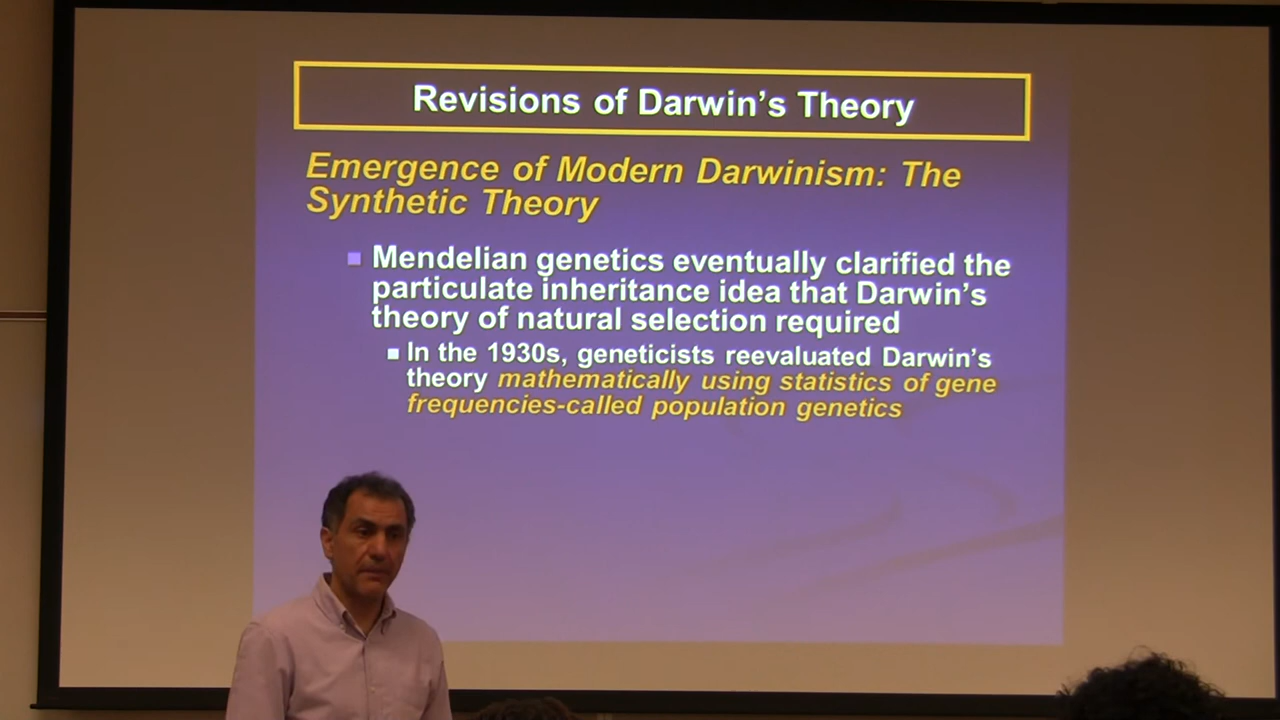 Revisions of Darwin's Theory
Emergence of Modern Darwinism: The
Synthetic Theory
Mendelian genetics eventually clarified the
particulate inheritance idea that Darwin's
theory of natural selection required
In the 1930s, geneticists reevaluated Darwin's
theory mathematically using statistics of gene
frequencies-called population genetics